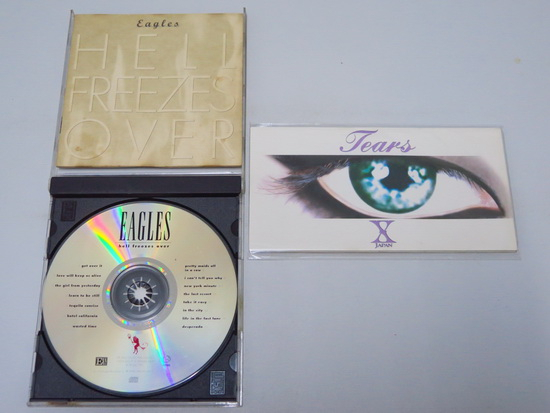 Eagles
HELL
FREEZES
OVER
EAGLES
hell freezes over
get over it
love will keep us alive
the girl from yesterday
learn to be still
tequila sunrise
hotel california
wasted time
pretty maids all
in a row
I can't tell you why
new york minute
the last resort
take it easy
in the city
life in the fast lane
desperado
Tears
X
JAPAN